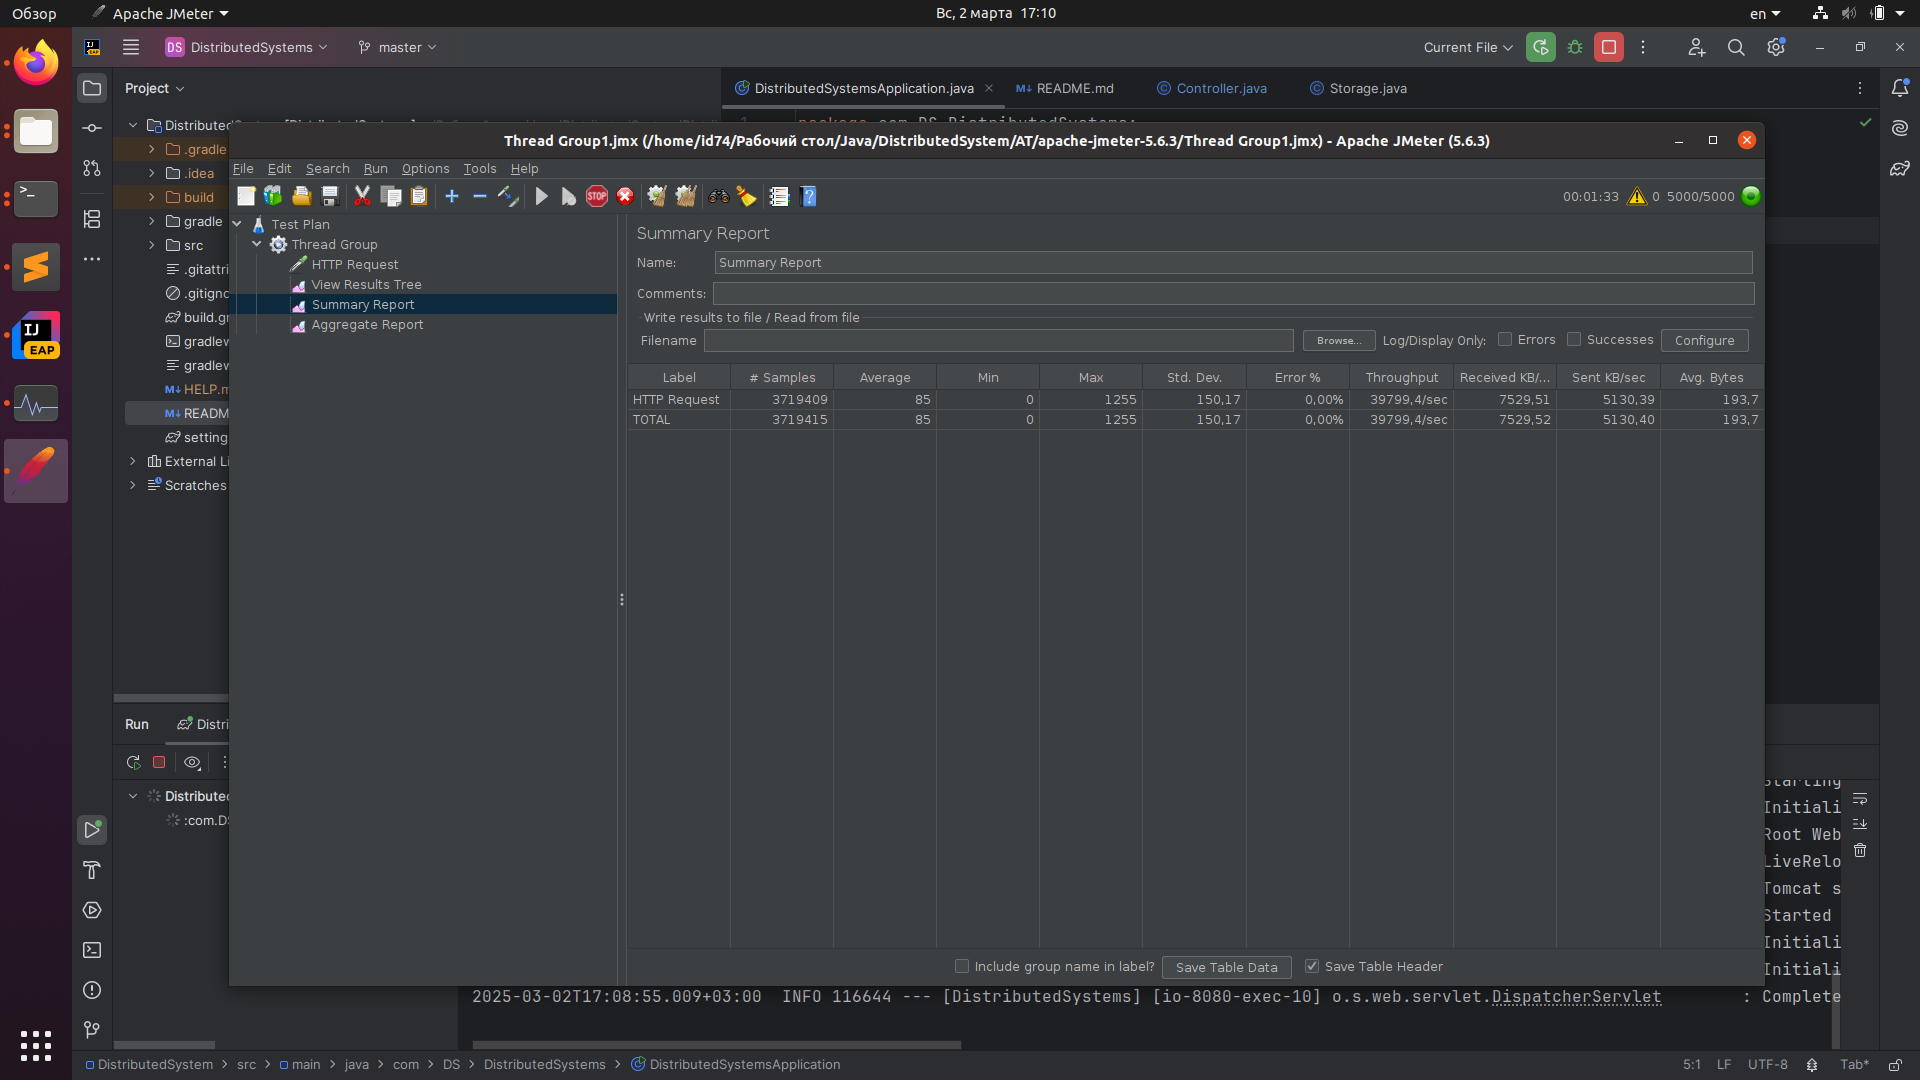 Обзор Apache JMeter Вс, 2 марта 17:10 en
DS DistributedSystems master Current File
Project DistributedSystemsApplication.java README.md Controller.java Storage.java
Thread Group1.jmx (/home/id74/Рабочий стол/Java/DistributedSystem/AT/apache-jmeter-5.6.3/Thread Group1.jmx) - Apache JMeter (5.6.3)
File Edit Search Run Options Tools Help
STOP 00:01:33 0 5000/5000
.gradle
.idea
build
gradle
src
.gitattri
.gitigno
build.gr
gradlew
gradlew
HELP.m
READM
setting
External Li
Scratches
Test Plan
Thread Group
HTTP Request
View Results Tree
Summary Report
Aggregate Report
Summary Report
Name: Summary Report
Comments:
Write results to file / Read from file
Filename Browse... Log/Display Only: Errors Successes Configure
Label # Samples Average Min Max Std. Dev. Error % Throughput Received KB/... Sent KB/sec Avg. Bytes
HTTP Request 3719409 85 0 1255 150,17 0,00% 39799,4/sec 7529,51 5130,39 193,7
TOTAL 3719415 85 0 1255 150,17 0,00% 39799,4/sec 7529,52 5130,40 193,7
Include group name in label? Save Table Data Save Table Header
Run Distri
Distribute
:com.DS
Starting
Initiali
Root Web
LiveRelo
Tomcat s
Started
Initiali
Initiali
2025-03-02T17:08:55.009+03:00 INFO 116644 --- [DistributedSystems] [io-8080-exec-10] o.s.web.servlet.DispatcherServlet : Complete
DistributedSystem > src > main > java > com > DS > DistributedSystems > DistributedSystemsApplication 5:1 LF UTF-8 Tab*